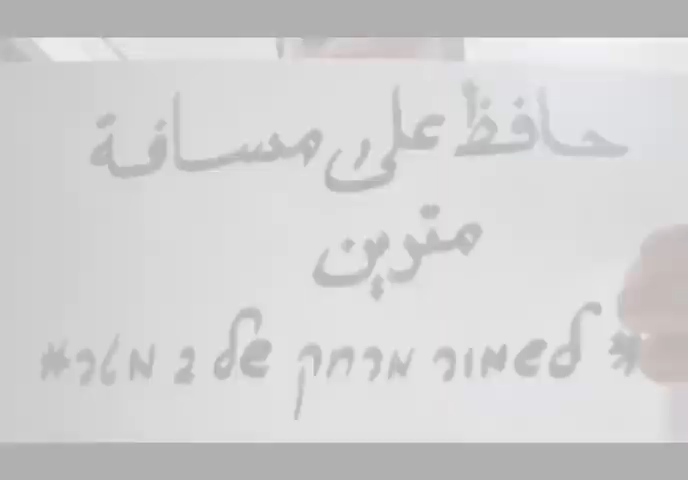 حافظ على مسافة
مترين
* לשמור מרחק של 2 מטר *